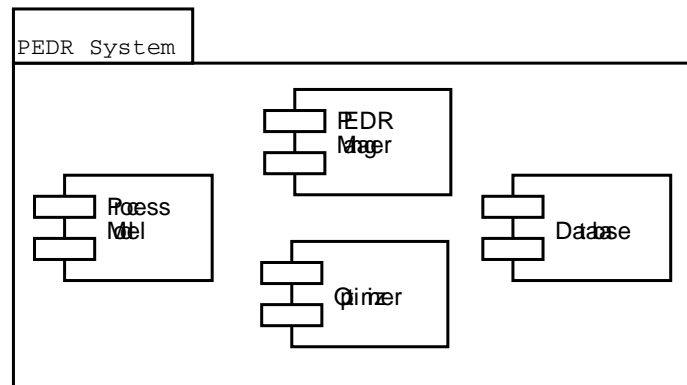 PEDR System
PEDR
Manager
Process
Model
Database
Optimizer